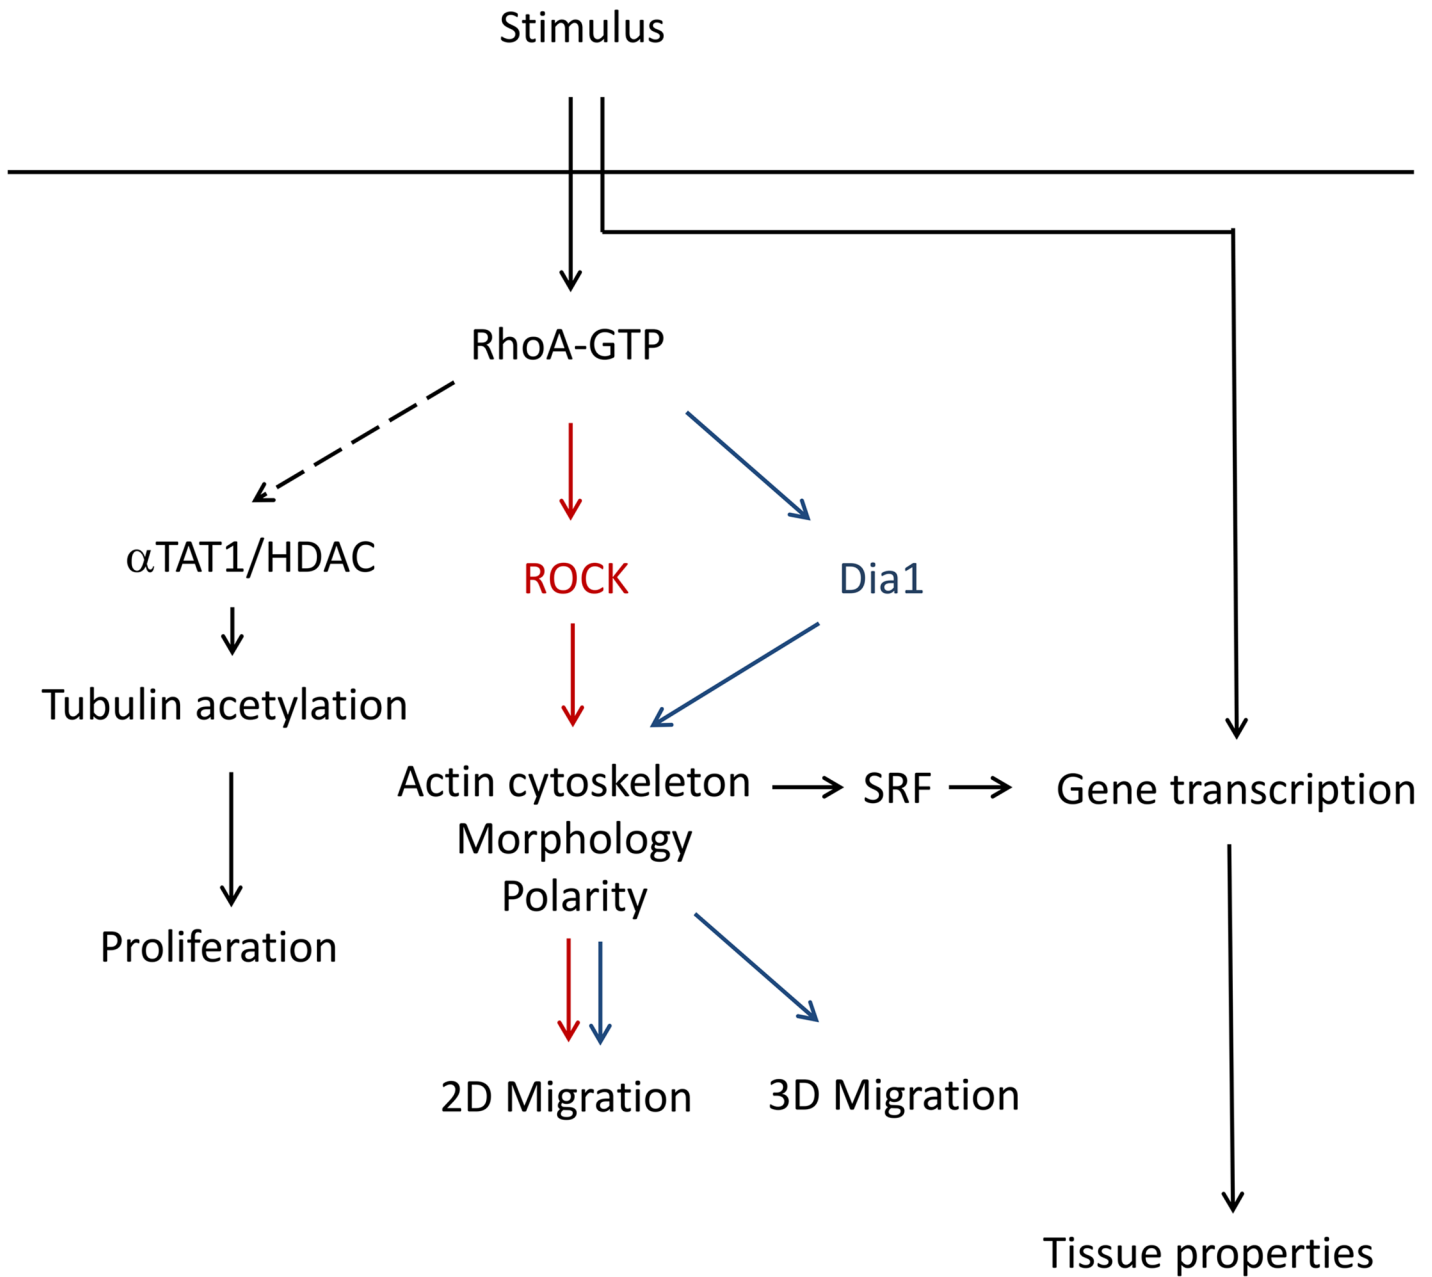 Stimulus
RhoA-GTP
αTAT1/HDAC
ROCK
Dia1
Tubulin acetylation
Actin cytoskeleton
Morphology
Polarity
SRF
Gene transcription
Proliferation
2D Migration
3D Migration
Tissue properties